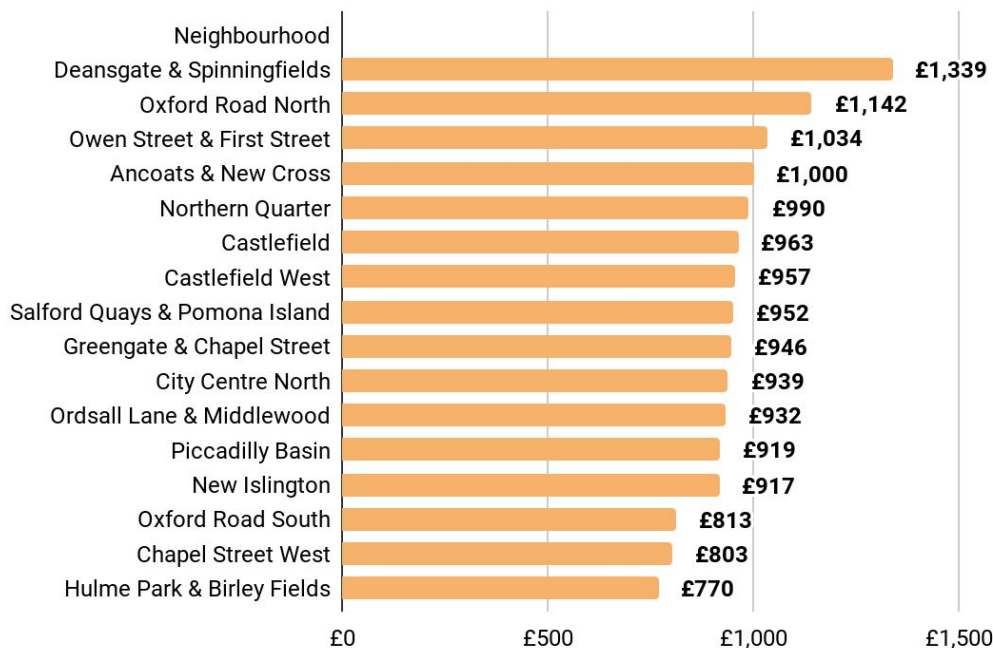 Neighbourhood
Deansgate & Spinningfields £1,339
Oxford Road North £1,142
Owen Street & First Street £1,034
Ancoats & New Cross £1,000
Northern Quarter £990
Castlefield £963
Castlefield West £957
Salford Quays & Pomona Island £952
Greengate & Chapel Street £946
City Centre North £939
Ordsall Lane & Middlewood £932
Piccadilly Basin £919
New Islington £917
Oxford Road South £813
Chapel Street West £803
Hulme Park & Birley Fields £770
£0 £500 £1,000 £1,500